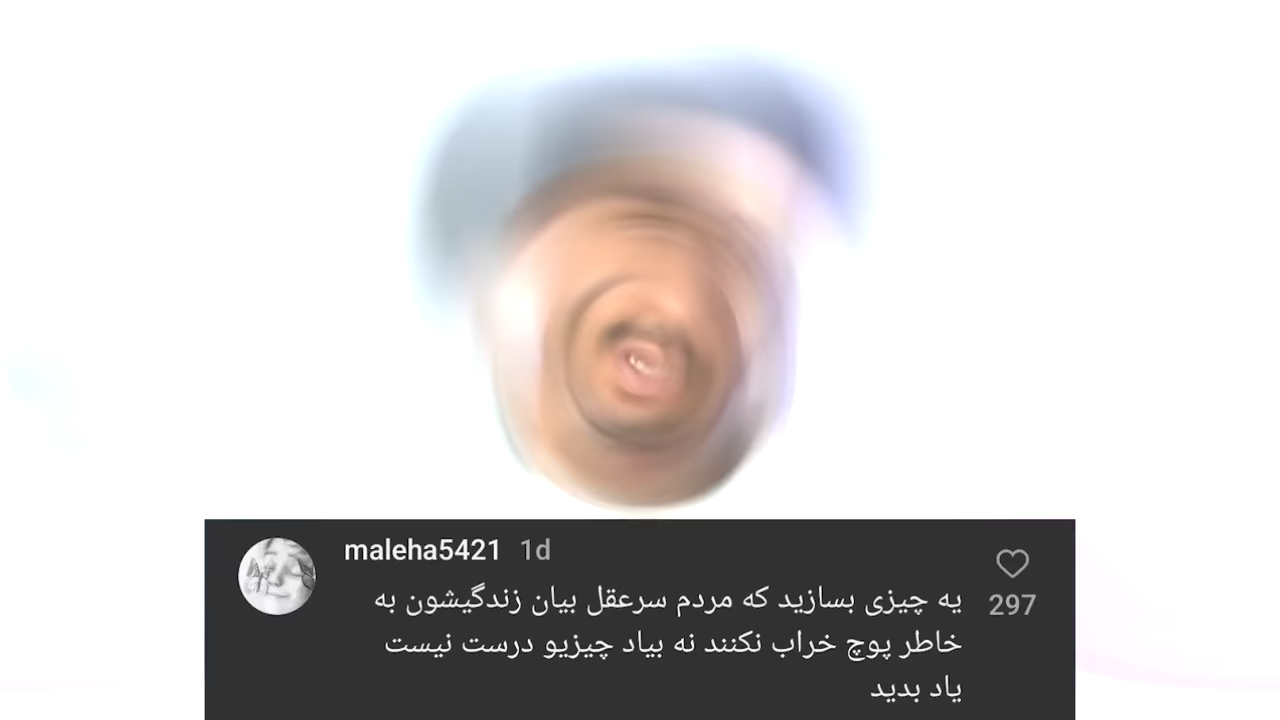 maleha5421 1d
یه چیزی بسازید که مردم سرعقل بیان زندگیشون به
297
خاطر پوچ خراب نکنند نه بیاد چیزیو درست نیست
یاد بدید